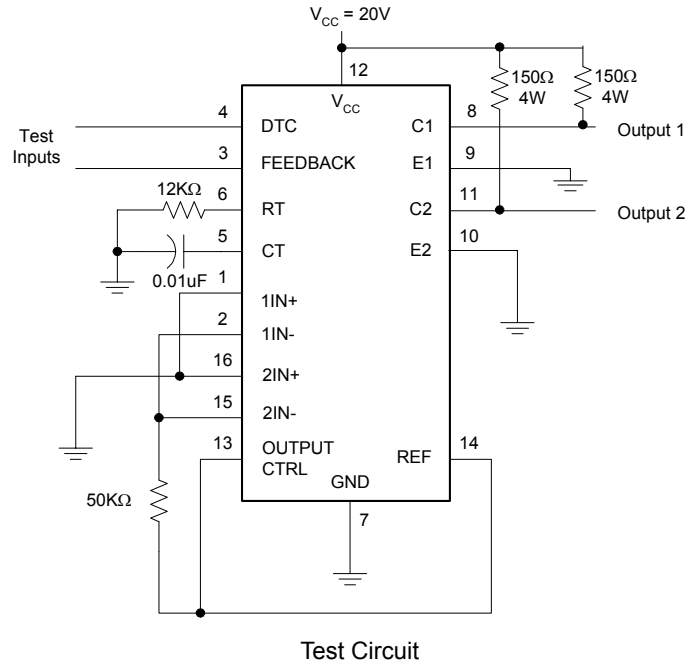 V_CC = 20V
12
V_CC
150Ω
4W
150Ω
4W
4
DTC
C1
8
Output 1
Test
Inputs
3
FEEDBACK
E1
9
12KΩ
6
RT
C2
11
Output 2
5
CT
E2
10
0.01uF
1
1IN+
2
1IN-
16
2IN+
15
2IN-
13
OUTPUT
CTRL
REF
14
GND
50KΩ
7
Test Circuit